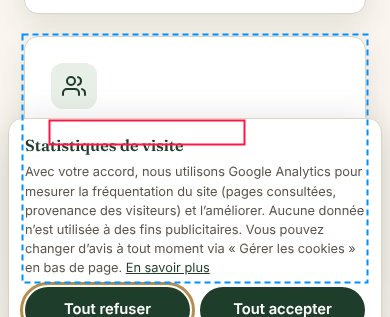 Statistiques de visite
Avec votre accord, nous utilisons Google Analytics pour
mesurer la fréquentation du site (pages consultées,
provenance des visiteurs) et l’améliorer. Aucune donnée
n’est utilisée à des fins publicitaires. Vous pouvez
changer d’avis à tout moment via « Gérer les cookies »
en bas de page. En savoir plus
Tout refuser
Tout accepter